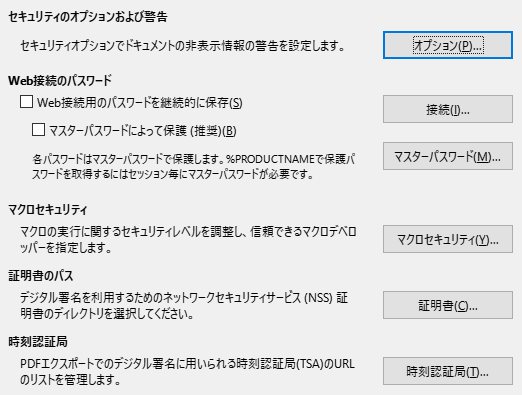 セキュリティのオプションおよび警告
セキュリティオプションでドキュメントの非表示情報の警告を設定します。
オプション(P)...
Web接続のパスワード
Web接続用のパスワードを継続的に保存(S)
接続(I)...
マスターパスワードによって保護 (推奨)(B)
各パスワードはマスターパスワードで保護します。%PRODUCTNAMEで保護パ
スワードを取得するにはセッション毎にマスターパスワードが必要です。
マスターパスワード(M)...
マクロセキュリティ
マクロの実行に関するセキュリティレベルを調整し、信頼できるマクロデベロ
ッパーを指定します。
マクロセキュリティ(Y)...
証明書のパス
デジタル署名を利用するためのネットワークセキュリティサービス (NSS) 証
明書のディレクトリを選択してください。
証明書(C)...
時刻認証局
PDFエクスポートでのデジタル署名に用いられる時刻認証局(TSA)のURL
のリストを管理します。
時刻認証局(T)...